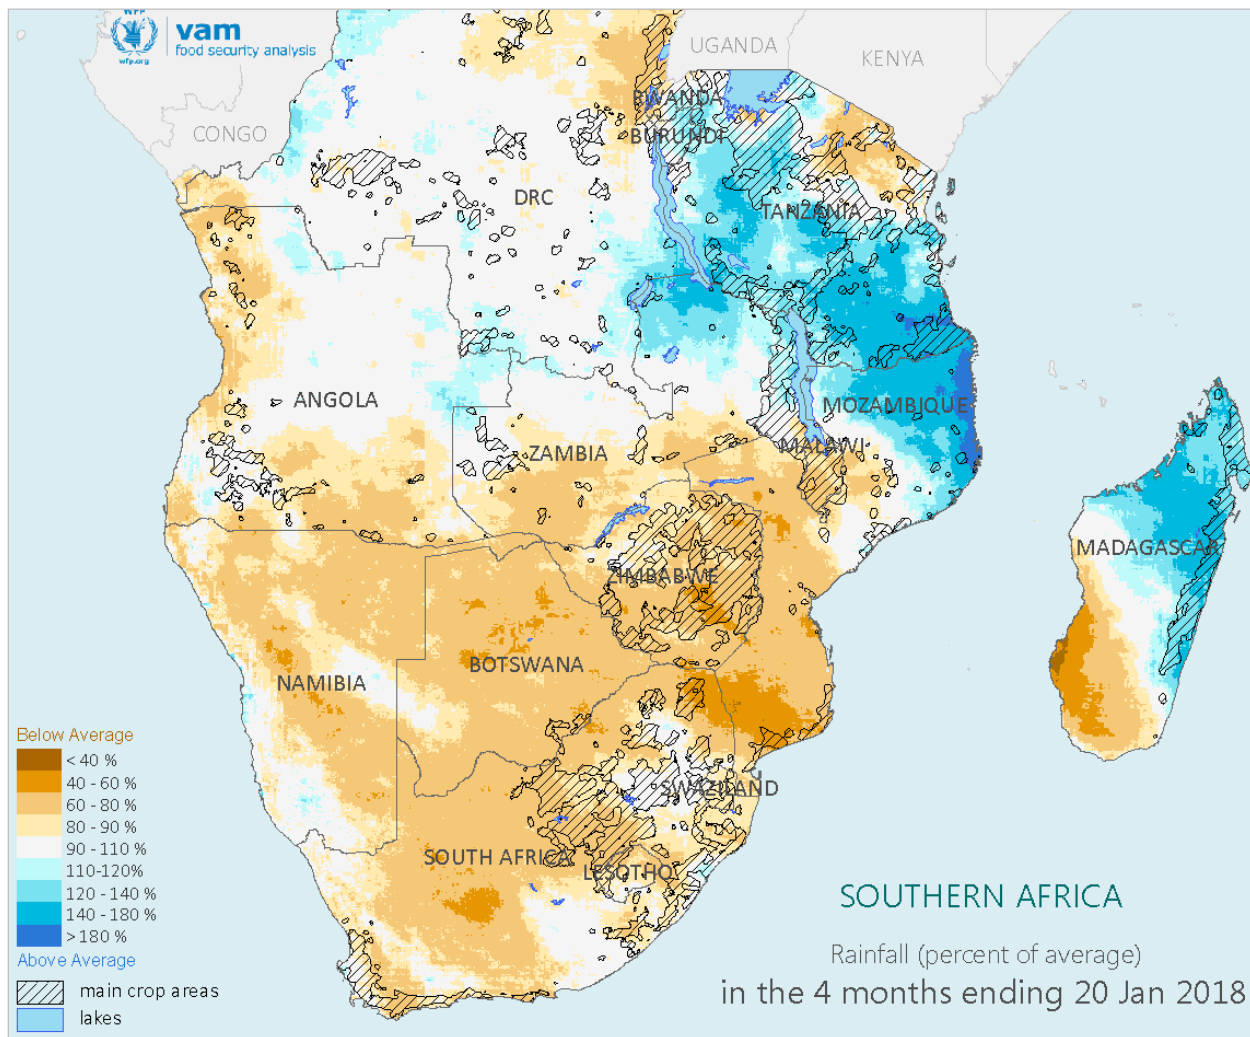 WFP
wfp.org
vam
food security analysis
UGANDA
KENYA
CONGO
RWANDA
BURUNDI
DRC
TANZANIA
ANGOLA
MOZAMBIQUE
ZAMBIA
MALAWI
MADAGASCAR
ZIMBABWE
BOTSWANA
NAMIBIA
SWAZILAND
SOUTH AFRICA
LESOTHO
Below Average
< 40 %
40 - 60 %
60 - 80 %
80 - 90 %
90 - 110 %
110-120%
120 - 140 %
140 - 180 %
>180 %
Above Average
main crop areas
lakes
SOUTHERN AFRICA
Rainfall (percent of average)
in the 4 months ending 20 Jan 2018